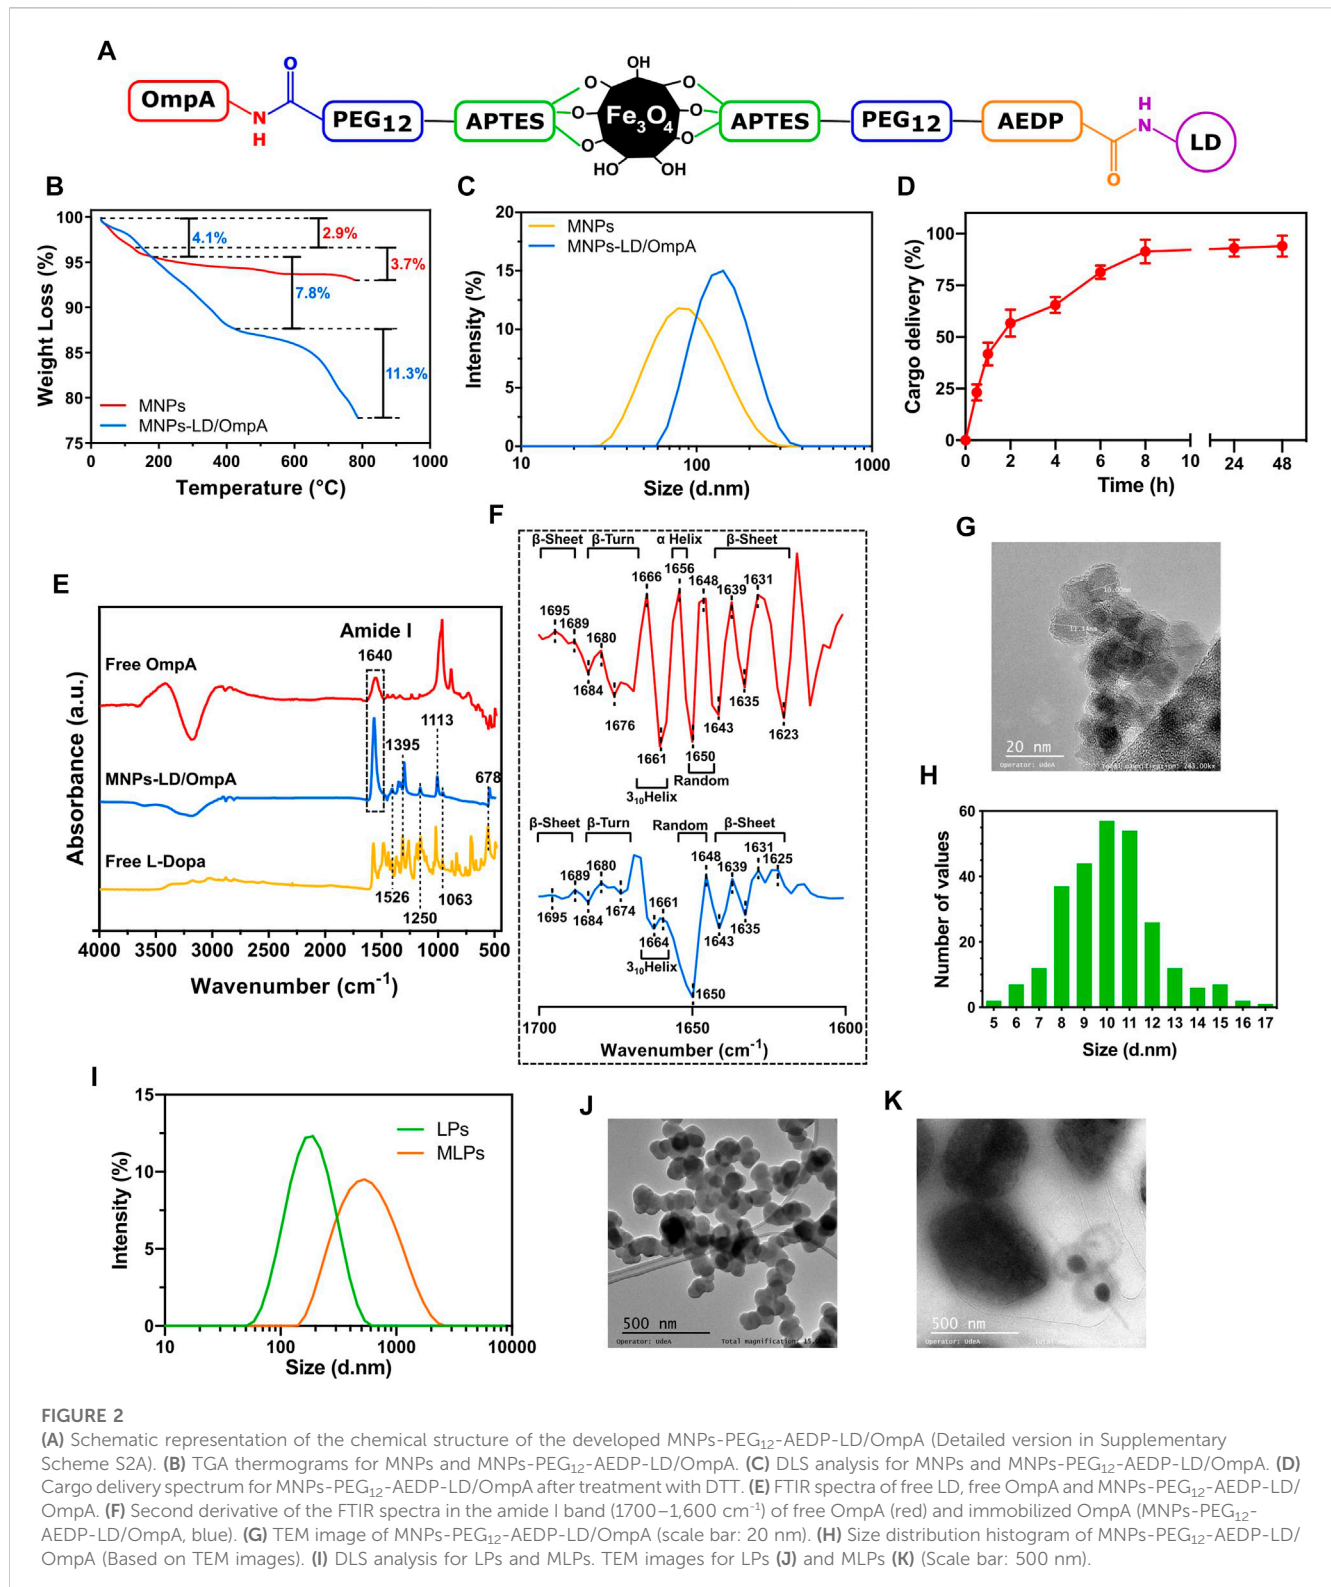 A
OmpA
N
H
O
PEG12
APTES
O
O
O
OH
Fe3O4
HO
OH
O
O
O
APTES
PEG12
AEDP
O
H
N
LD
B
100
95
90
85
80
75
Weight Loss (%)
4.1%
2.9%
3.7%
7.8%
11.3%
MNPs
MNPs-LD/OmpA
0
200
400
600
800
1000
Temperature (°C)
C
20
15
10
5
0
Intensity (%)
MNPs
MNPs-LD/OmpA
10
100
1000
Size (d.nm)
D
100
75
50
25
0
Cargo delivery (%)
0
2
4
6
8
10
24
48
Time (h)
E
Absorbance (a.u.)
Amide I
1640
Free OmpA
MNPs-LD/OmpA
Free L-Dopa
1395
1113
678
1526
1250
1063
4000
3500
3000
2500
2000
1500
1000
500
Wavenumber (cm-1)
F
β-Sheet
β-Turn
α Helix
β-Sheet
1695
1689
1684
1680
1676
1666
1661
1656
1650
1648
1643
1639
1635
1631
1623
310Helix
Random
β-Sheet
β-Turn
Random
β-Sheet
1695
1689
1684
1680
1674
1664
1661
1650
1648
1643
1639
1635
1631
1625
310Helix
1700
1650
1600
Wavenumber (cm-1)
G
10.00nm
11.14nm
20 nm
Operator: UdeA
Total magnification: 243.00kx
H
60
40
20
0
Number of values
5
6
7
8
9
10
11
12
13
14
15
16
17
Size (d.nm)
I
15
10
5
0
Intensity (%)
LPs
MLPs
10
100
1000
10000
Size (d.nm)
J
500 nm
Operator: UdeA
Total magnification:
K
500 nm
Operator: UdeA
FIGURE 2
(A) Schematic representation of the chemical structure of the developed MNPs-PEG12-AEDP-LD/OmpA (Detailed version in Supplementary
Scheme S2A). (B) TGA thermograms for MNPs and MNPs-PEG12-AEDP-LD/OmpA. (C) DLS analysis for MNPs and MNPs-PEG12-AEDP-LD/OmpA. (D)
Cargo delivery spectrum for MNPs-PEG12-AEDP-LD/OmpA after treatment with DTT. (E) FTIR spectra of free LD, free OmpA and MNPs-PEG12-AEDP-LD/
OmpA. (F) Second derivative of the FTIR spectra in the amide I band (1700–1,600 cm-1) of free OmpA (red) and immobilized OmpA (MNPs-PEG12-
AEDP-LD/OmpA, blue). (G) TEM image of MNPs-PEG12-AEDP-LD/OmpA (scale bar: 20 nm). (H) Size distribution histogram of MNPs-PEG12-AEDP-LD/
OmpA (Based on TEM images). (I) DLS analysis for LPs and MLPs. TEM images for LPs (J) and MLPs (K) (Scale bar: 500 nm).